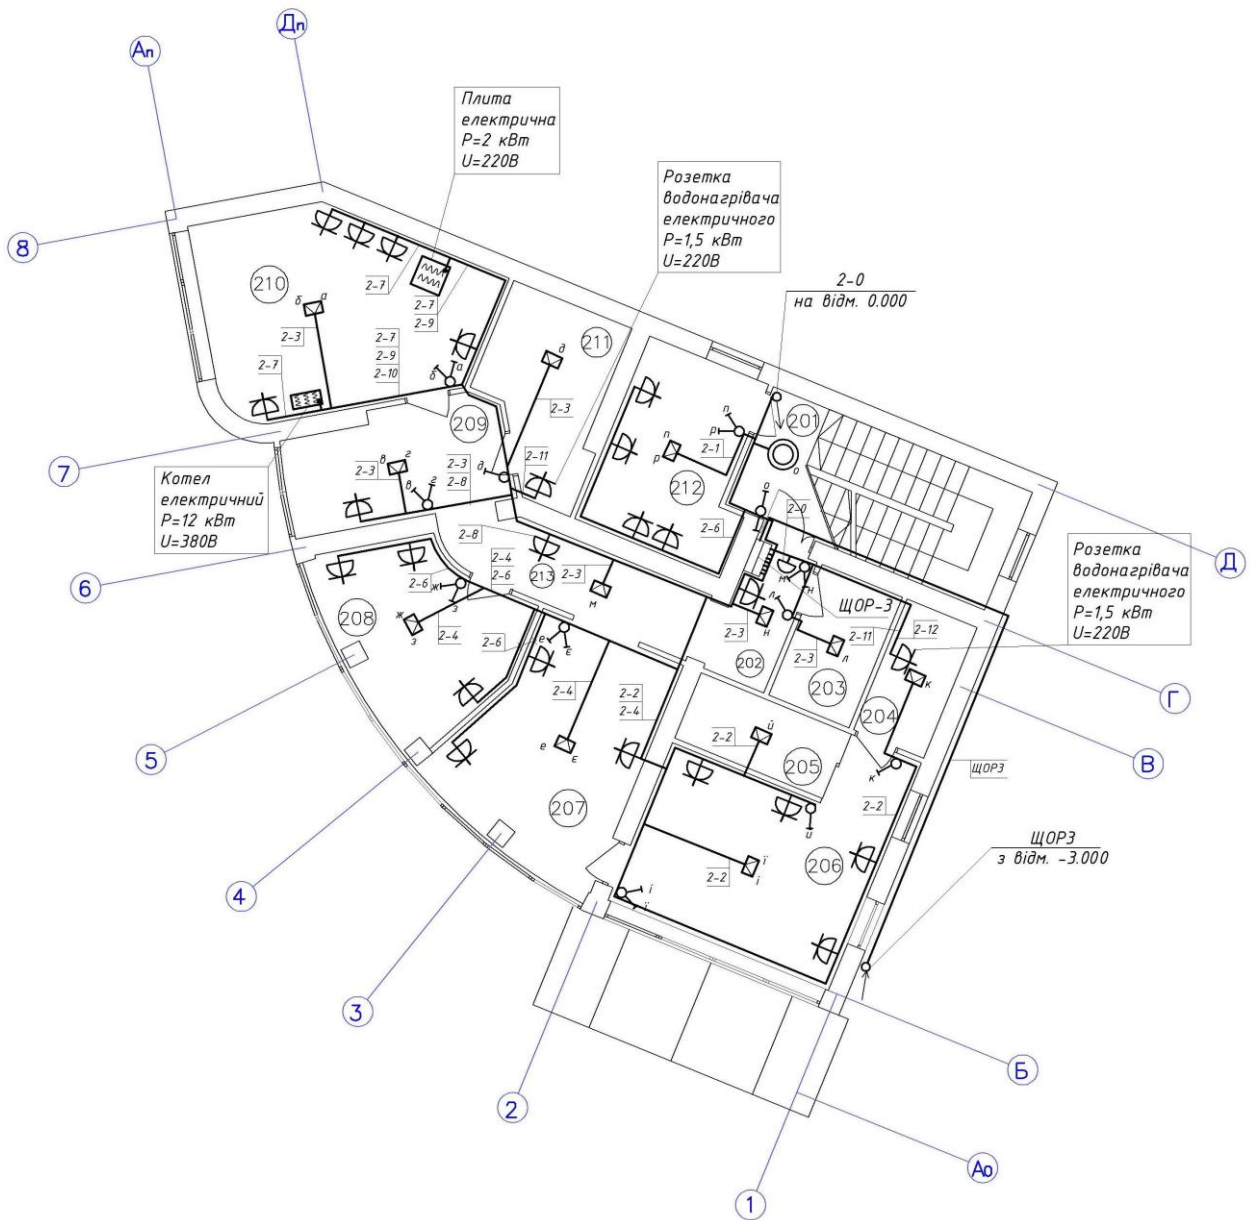 Дп
Ап
Плита
електрична
P=2 кВт
U=220В
Розетка
водонагрівача
електричного
P=1,5 кВт
U=220В
8
210
2-7
2-7
2-9
2-0
на відм. 0.000
б
а
2-3
2-7
2-7
2-9
2-10
б
а
211
д
2-3
209
201
п
р
п
р
2-1
о
7
в
г
2-3
2-3
2-8
д
2-11
212
о
2-6
2-0
Котел
електричний
P=12 кВт
U=380В
в
г
Розетка
водонагрівача
електричного
P=1,5 кВт
U=220В
Д
6
2-8
2-4
2-6
213
2-3
м
2-6
ж
з
м
н
ЩОР-3
л
208
ж
з
2-4
2-6
е
є
2-3
н
2-11
2-12
202
2-3
л
203
к
204
Г
5
2-4
2-2
2-4
е
є
й
2-2
205
к
ЩОР3
В
4
207
й
2-2
206
ЩОР3
з відм. -3.000
2-2
ї
і
і
ї
3
2
Б
Ао
1